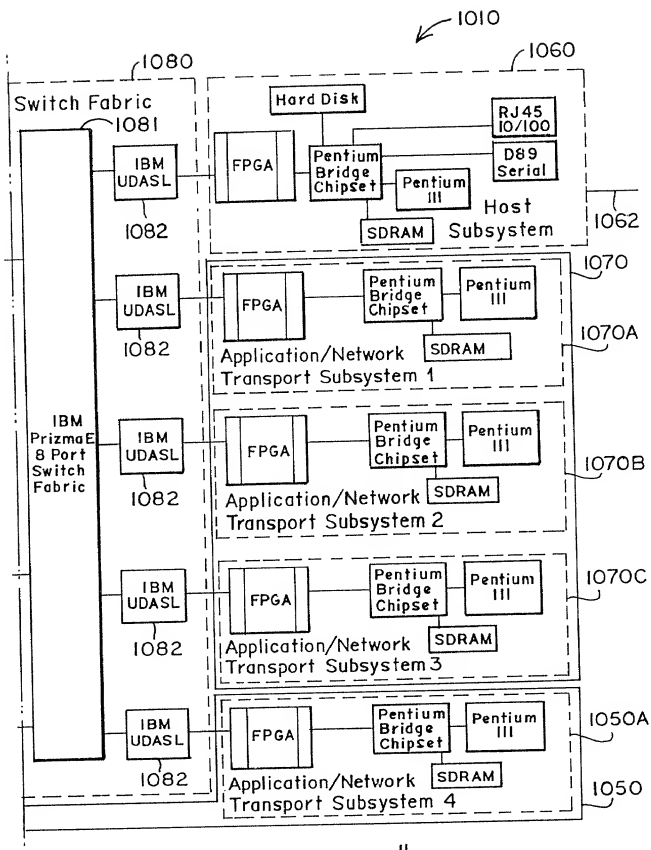 1010
1080
1060
Switch Fabric
1081
Hard Disk
RJ45
10/100
IBM
UDASL
FPGA
Pentium
Bridge
Chipset
D89
Serial
Pentium
III
1082
Host
Subsystem
1062
SDRAM
1070
IBM
UDASL
FPGA
Pentium
Bridge
Chipset
Pentium
III
1082
SDRAM
1070A
Application/Network
Transport Subsystem 1
IBM
PrizmaE
8 Port
Switch
Fabric
IBM
UDASL
FPGA
Pentium
Bridge
Chipset
Pentium
III
1070B
1082
SDRAM
Application/Network
Transport Subsystem 2
IBM
UDASL
FPGA
Pentium
Bridge
Chipset
Pentium
III
1070C
1082
SDRAM
Application/Network
Transport Subsystem 3
IBM
UDASL
FPGA
Pentium
Bridge
Chipset
Pentium
III
1050A
1082
SDRAM
Application/Network
Transport Subsystem 4
1050